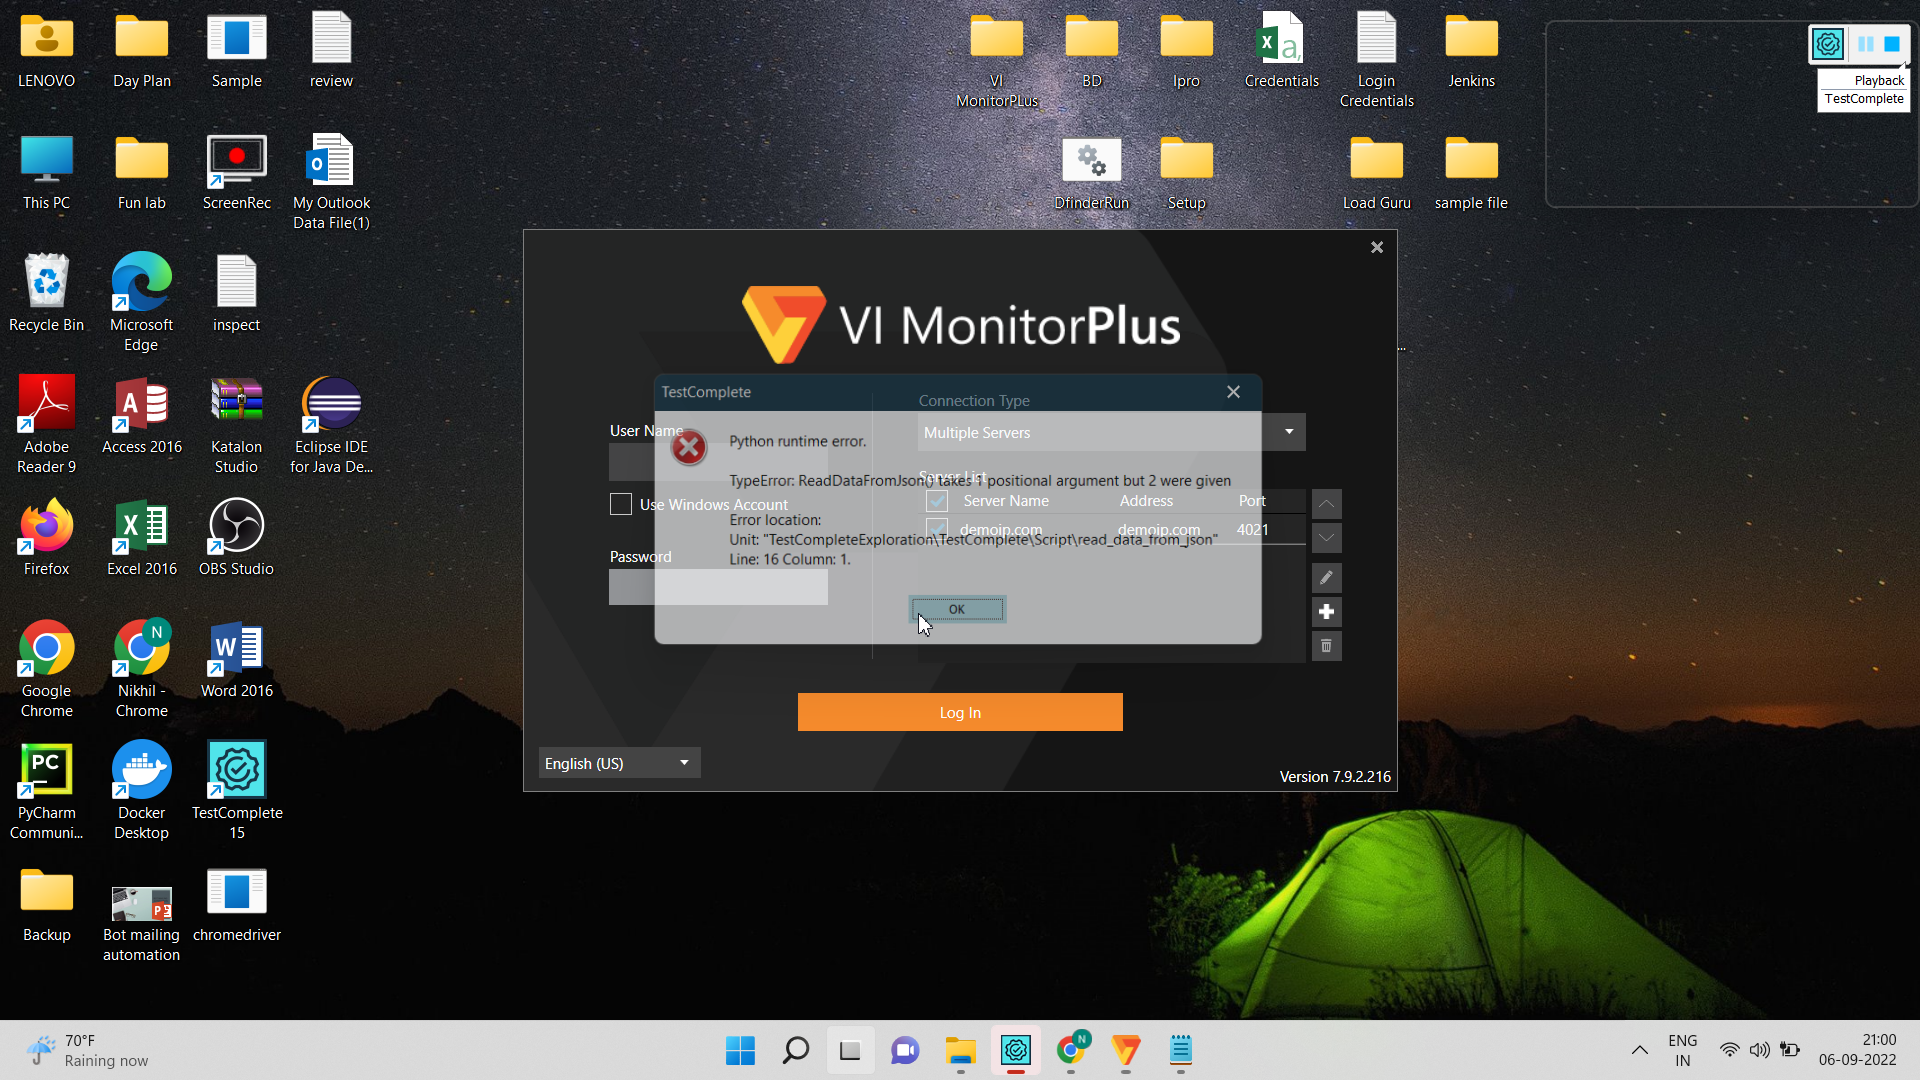 LENOVO
Day Plan
Sample
review
VI
MonitorPLus
BD
Ipro
Credentials
Login
Credentials
Jenkins
Playback
TestComplete
This PC
Fun lab
ScreenRec
My Outlook
Data File(1)
DfinderRun
Setup
Load Guru
sample file
Recycle Bin
Microsoft
Edge
inspect
VI MonitorPlus
...
Adobe
Reader 9
Access 2016
Katalon
Studio
Eclipse IDE
for Java De...
TestComplete
Connection Type
User Name
Multiple Servers
Python runtime error.
TypeError: ReadDataFromJson() takes 1 positional argument but 2 were given
Server List
Use Windows Account
Server Name
Address
Port
Error location:
demoip.com
demoip.com
4021
Unit: "TestCompleteExploration\TestComplete\Script\read_data_from_json"
Line: 16 Column: 1.
Password
OK
Firefox
Excel 2016
OBS Studio
Google
Chrome
N
Nikhil -
Chrome
Word 2016
Log In
English (US)
Version 7.9.2.216
PC
PyCharm
Communi...
Docker
Desktop
TestComplete
15
Backup
Bot mailing
automation
chromedriver
70°F
Raining now
N
ENG
IN
21:00
06-09-2022